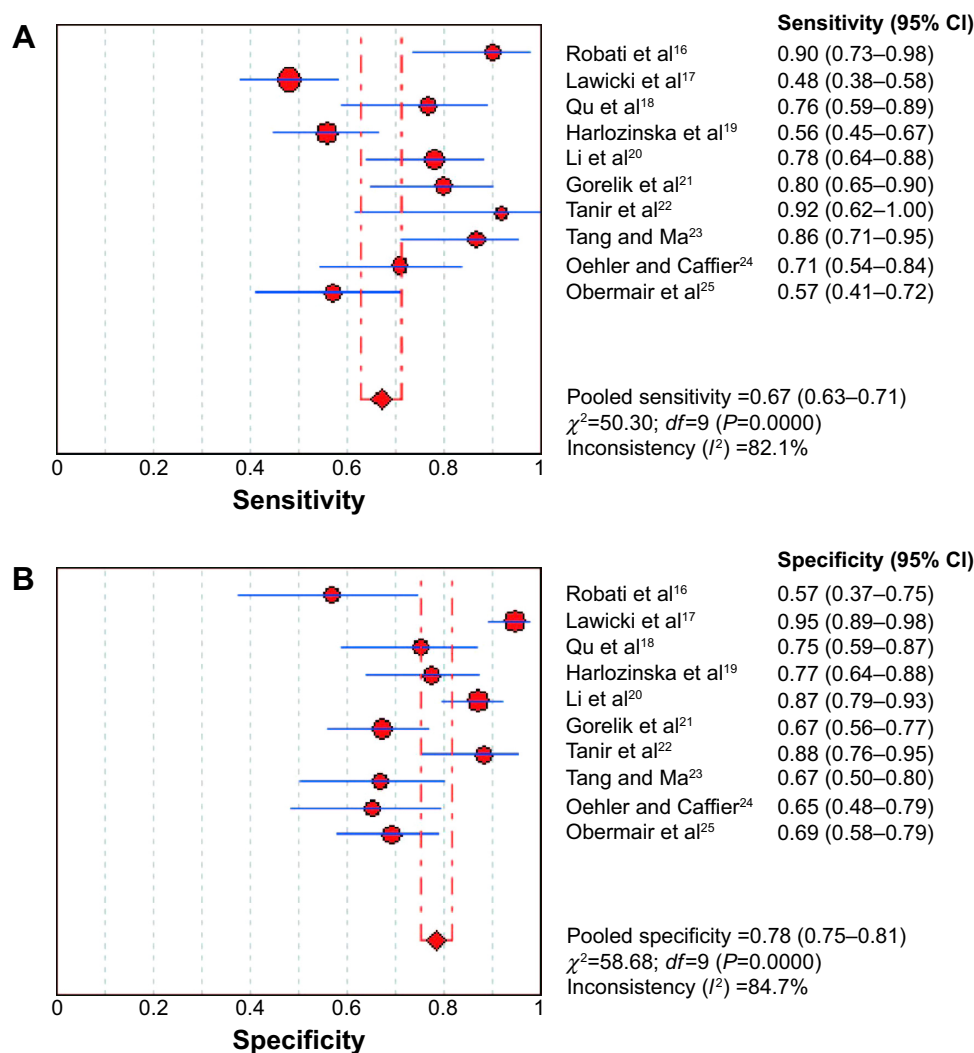 A
Sensitivity (95% CI)
Robati et al¹⁶ 0.90 (0.73–0.98)
Lawicki et al¹⁷ 0.48 (0.38–0.58)
Qu et al¹⁸ 0.76 (0.59–0.89)
Harlozinska et al¹⁹ 0.56 (0.45–0.67)
Li et al²⁰ 0.78 (0.64–0.88)
Gorelik et al²¹ 0.80 (0.65–0.90)
Tanir et al²² 0.92 (0.62–1.00)
Tang and Ma²³ 0.86 (0.71–0.95)
Oehler and Caffier²⁴ 0.71 (0.54–0.84)
Obermair et al²⁵ 0.57 (0.41–0.72)
Pooled sensitivity =0.67 (0.63–0.71)
χ²=50.30; df=9 (P=0.0000)
Inconsistency (I²) =82.1%
0 0.2 0.4 0.6 0.8 1
Sensitivity
B
Specificity (95% CI)
Robati et al¹⁶ 0.57 (0.37–0.75)
Lawicki et al¹⁷ 0.95 (0.89–0.98)
Qu et al¹⁸ 0.75 (0.59–0.87)
Harlozinska et al¹⁹ 0.77 (0.64–0.88)
Li et al²⁰ 0.87 (0.79–0.93)
Gorelik et al²¹ 0.67 (0.56–0.77)
Tanir et al²² 0.88 (0.76–0.95)
Tang and Ma²³ 0.67 (0.50–0.80)
Oehler and Caffier²⁴ 0.65 (0.48–0.79)
Obermair et al²⁵ 0.69 (0.58–0.79)
Pooled specificity =0.78 (0.75–0.81)
χ²=58.68; df=9 (P=0.0000)
Inconsistency (I²) =84.7%
0 0.2 0.4 0.6 0.8 1
Specificity